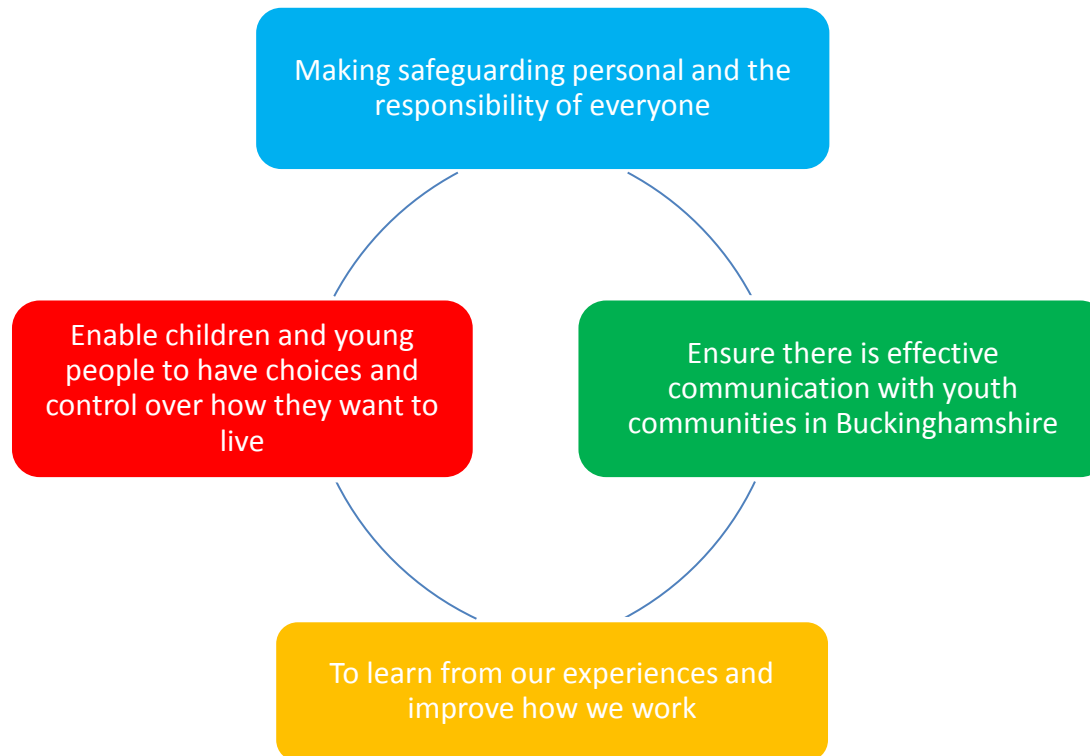 Making safeguarding personal and the
responsibility of everyone
Enable children and young
people to have choices and
control over how they want to
live
Ensure there is effective
communication with youth
communities in Buckinghamshire
To learn from our experiences and
improve how we work